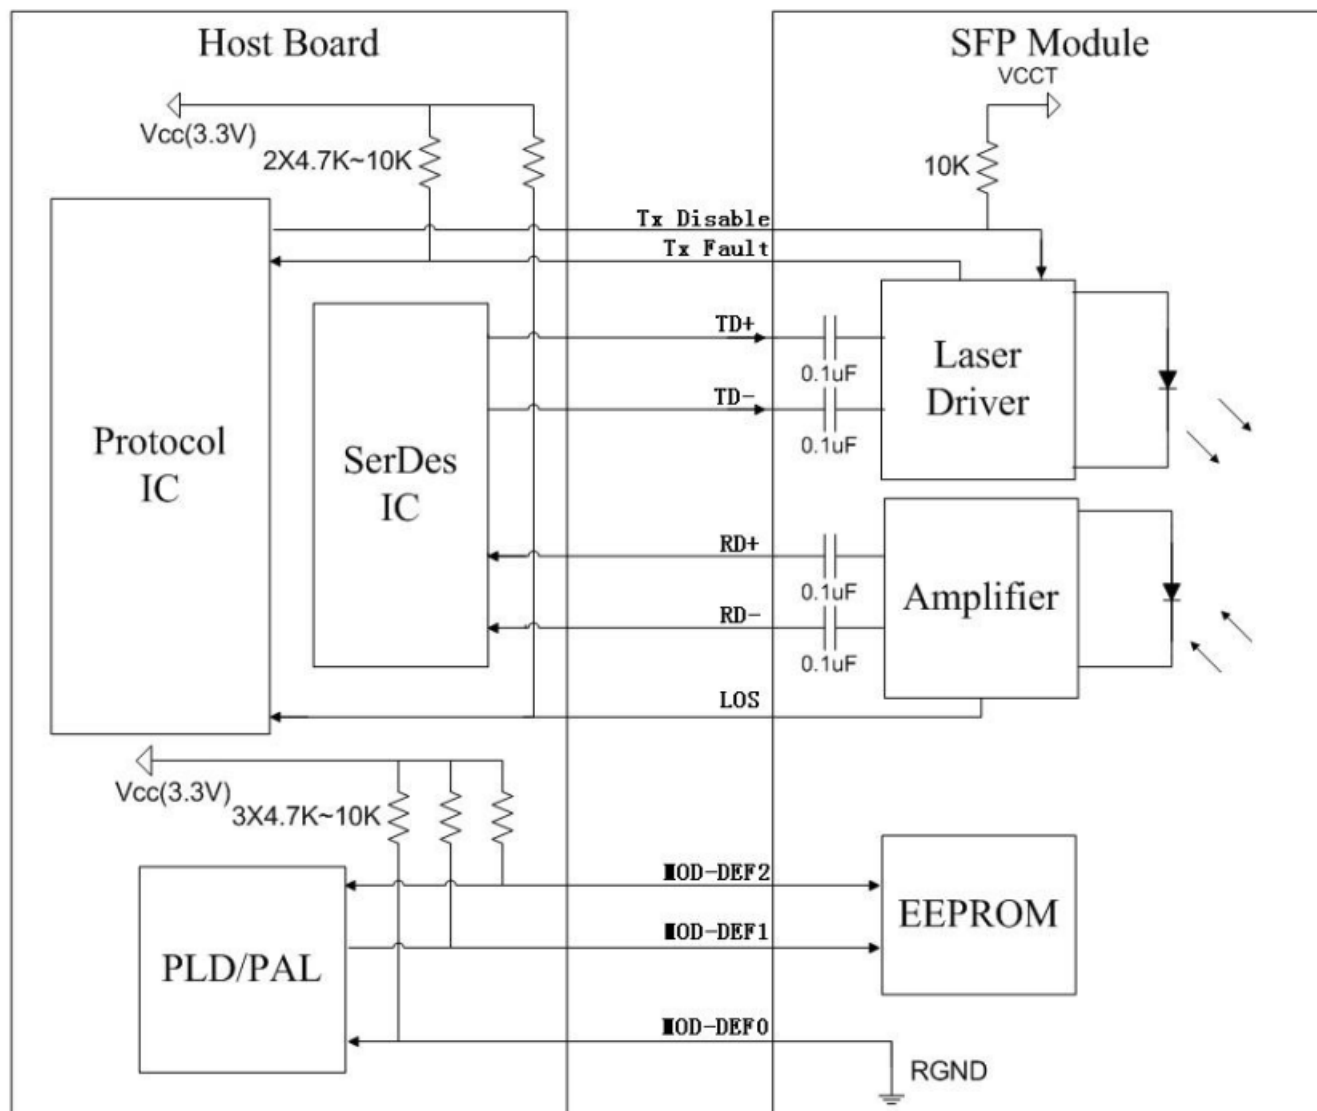 Host Board
SFP Module
VCCT
Vcc(3.3V)
2X4.7K~10K
10K
Tx Disable
Tx Fault
TD+
0.1uF
TD-
0.1uF
Laser
Driver
Protocol
IC
SerDes
IC
RD+
0.1uF
RD-
0.1uF
Amplifier
LOS
Vcc(3.3V)
3X4.7K~10K
MOD-DEF2
MOD-DEF1
MOD-DEF0
PLD/PAL
EEPROM
RGND